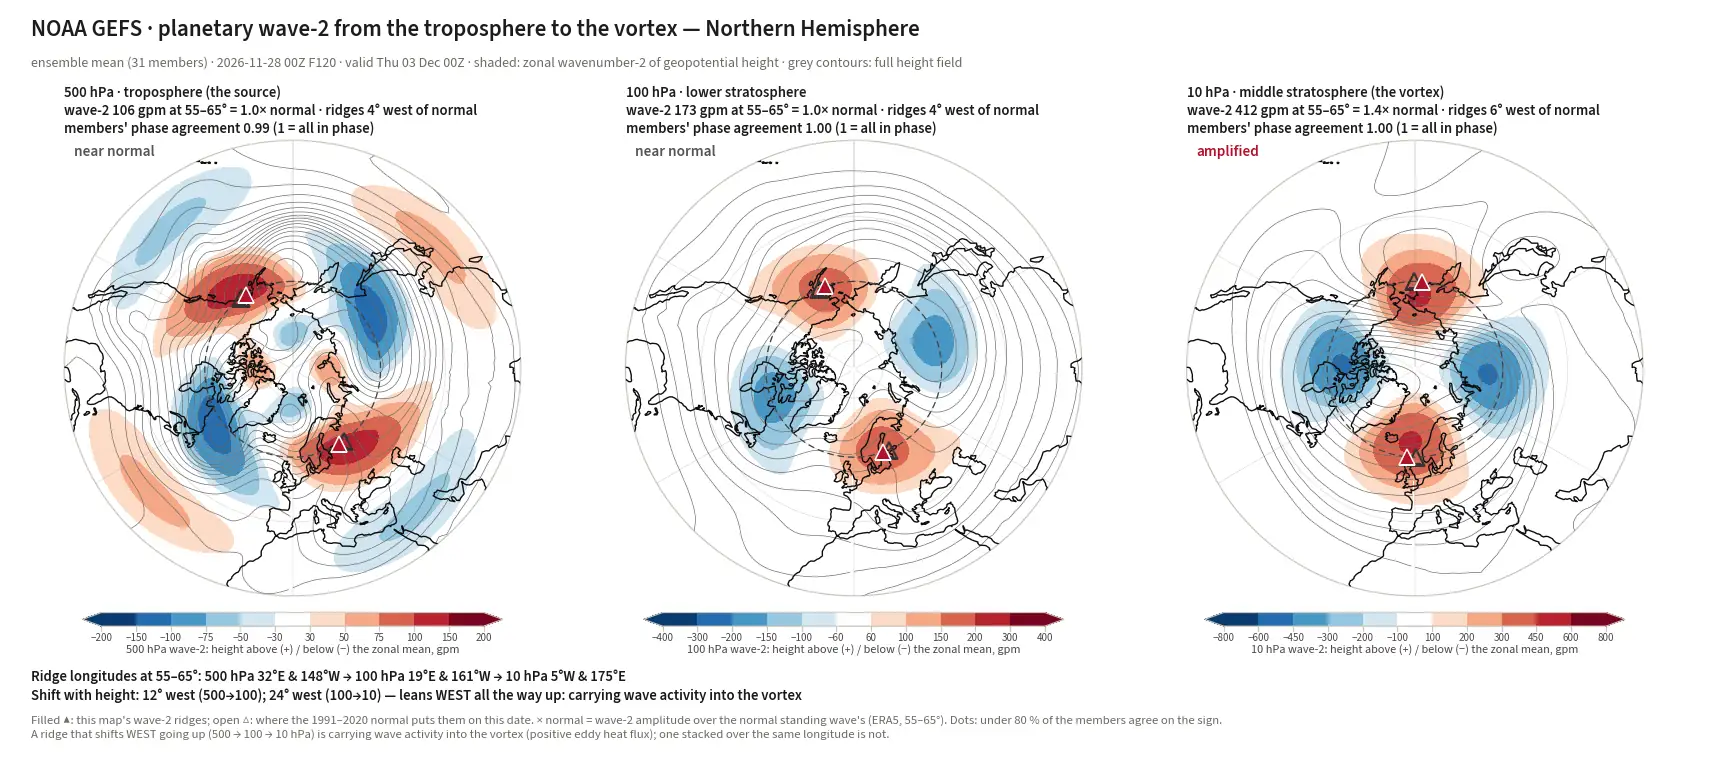 NOAA GEFS · planetary wave-2 from the troposphere to the vortex — Northern Hemisphere
ensemble mean (31 members) · 2026-11-28 00Z F120 · valid Thu 03 Dec 00Z · shaded: zonal wavenumber-2 of geopotential height · grey contours: full height field
500 hPa · troposphere (the source)
wave-2 106 gpm at 55–65° = 1.0× normal · ridges 4° west of normal
members' phase agreement 0.99 (1 = all in phase)
near normal
100 hPa · lower stratosphere
wave-2 173 gpm at 55–65° = 1.0× normal · ridges 4° west of normal
members' phase agreement 1.00 (1 = all in phase)
near normal
10 hPa · middle stratosphere (the vortex)
wave-2 412 gpm at 55–65° = 1.4× normal · ridges 6° west of normal
members' phase agreement 1.00 (1 = all in phase)
amplified
−200 −150 −100 −75 −50 −30 30 50 75 100 150 200
500 hPa wave-2: height above (+) / below (−) the zonal mean, gpm
−400 −300 −200 −150 −100 −60 60 100 150 200 300 400
100 hPa wave-2: height above (+) / below (−) the zonal mean, gpm
−800 −600 −450 −300 −200 −100 100 200 300 450 600 800
10 hPa wave-2: height above (+) / below (−) the zonal mean, gpm
Ridge longitudes at 55–65°: 500 hPa 32°E & 148°W → 100 hPa 19°E & 161°W → 10 hPa 5°W & 175°E
Shift with height: 12° west (500→100); 24° west (100→10) — leans WEST all the way up: carrying wave activity into the vortex
Filled ▲: this map's wave-2 ridges; open △: where the 1991–2020 normal puts them on this date. × normal = wave-2 amplitude over the normal standing wave's (ERA5, 55–65°). Dots: under 80 % of the members agree on the sign.
A ridge that shifts WEST going up (500 → 100 → 10 hPa) is carrying wave activity into the vortex (positive eddy heat flux); one stacked over the same longitude is not.